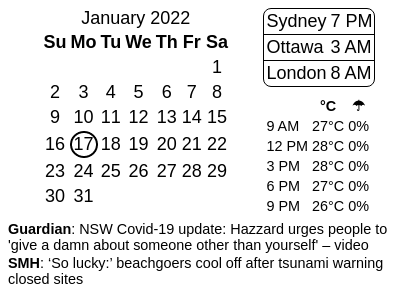 January 2022
Su Mo Tu We Th Fr Sa
1
2 3 4 5 6 7 8
9 10 11 12 13 14 15
16 17 18 19 20 21 22
23 24 25 26 27 28 29
30 31
Sydney 7 PM
Ottawa 3 AM
London 8 AM
°C ☂
9 AM 27°C 0%
12 PM 28°C 0%
3 PM 28°C 0%
6 PM 27°C 0%
9 PM 26°C 0%
Guardian: NSW Covid-19 update: Hazzard urges people to
'give a damn about someone other than yourself' – video
SMH: ‘So lucky:’ beachgoers cool off after tsunami warning
closed sites